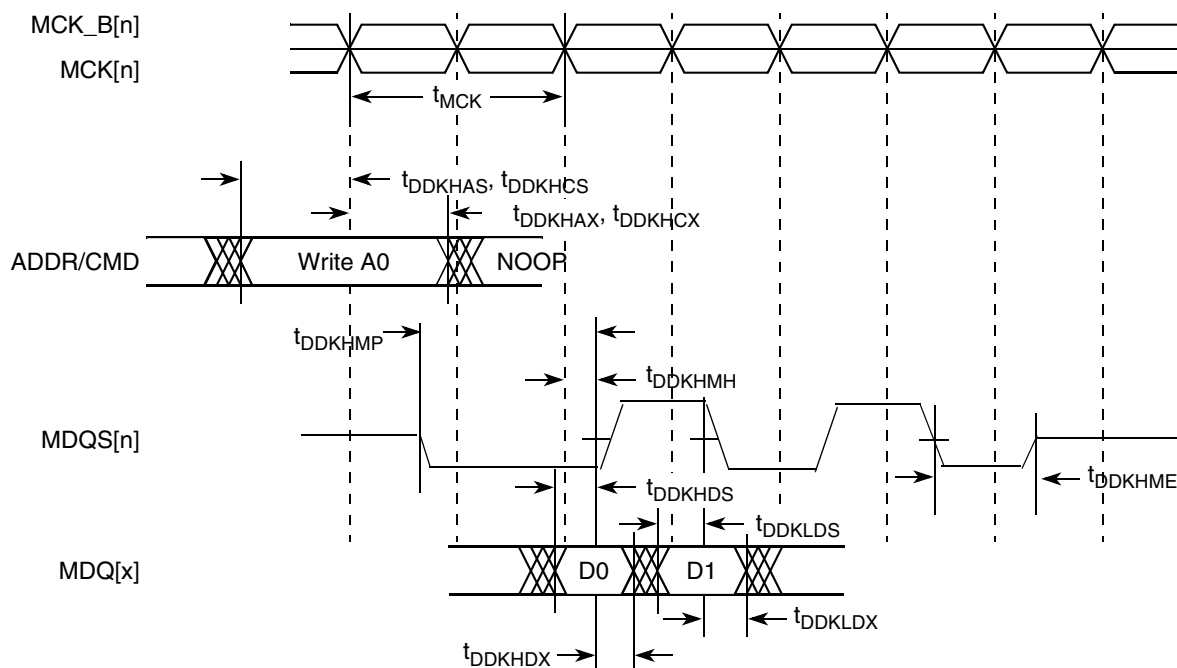 MCK_B[n]
MCK[n]
tMCK
tDDKHAS, tDDKHCS
tDDKHAX, tDDKHCX
ADDR/CMD
Write A0
NOOP
tDDKHMP
tDDKHMH
MDQS[n]
tDDKHDS
tDDKHME
tDDKLDS
MDQ[x]
D0
D1
tDDKLDX
tDDKHDX